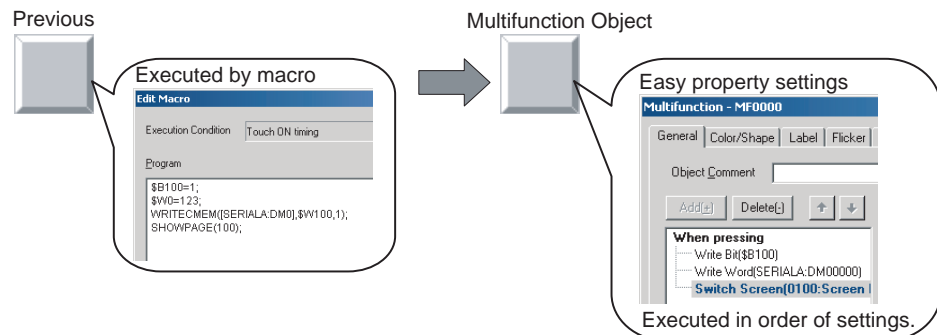 Previous
Executed by macro
Edit Macro
Execution Condition
Touch ON timing
Program
$B100=1;
$W0=123;
WRITECMEM([SERIALA:DM0],$W100,1);
SHOWPAGE(100);
Multifunction Object
Easy property settings
Multifunction - MF0000
General Color/Shape Label Flicker
Object Comment
Add[+] Delete[-]
When pressing
Write Bit($B100)
Write Word(SERIALA:DM00000)
Switch Screen(0100:Screen
Executed in order of settings.